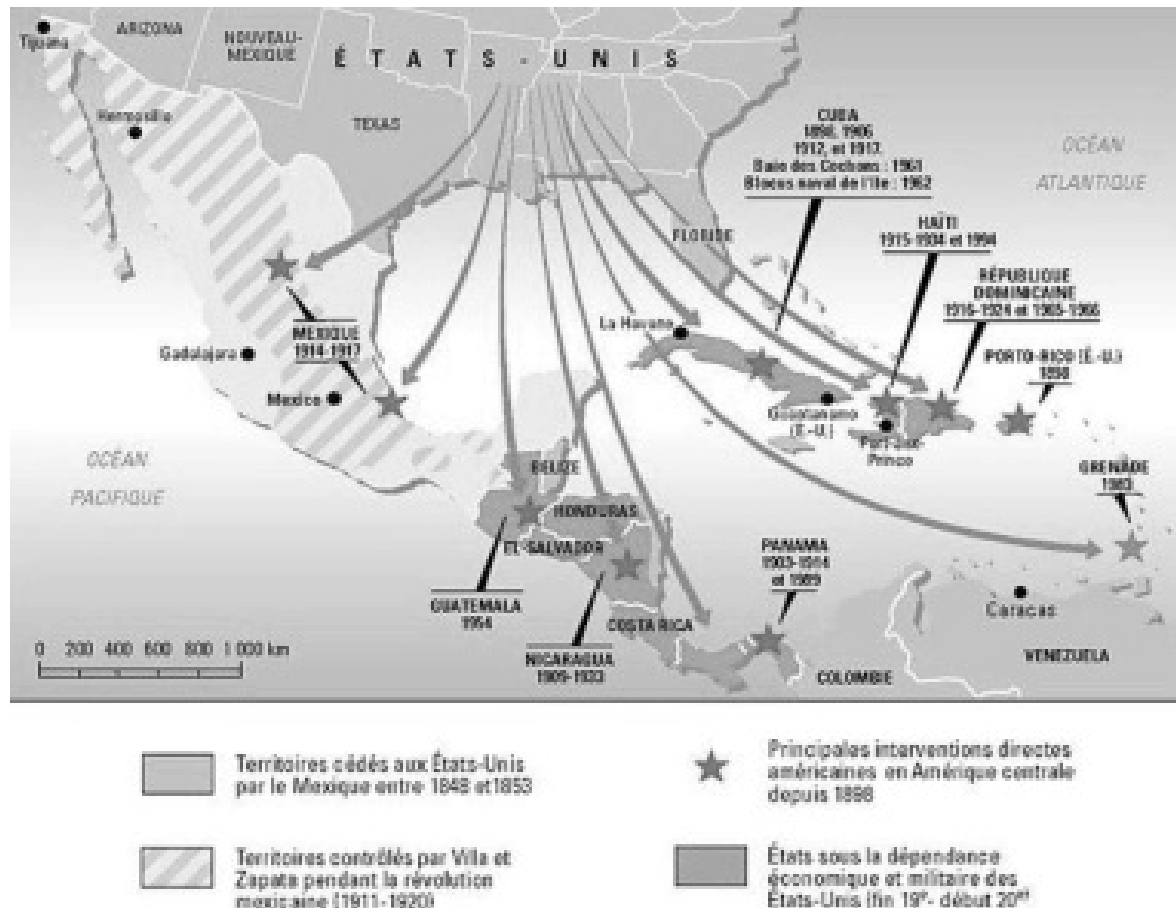 Tijuana
ARIZONA
NOUVEAU-
MEXIQUE
ÉTATS-UNIS
TEXAS
Hermosillo
CUBA
1898, 1906
1912, et 1917
Baie des Cochons : 1961
Blocus naval de l'île : 1962
OCÉAN
ATLANTIQUE
FLORIDE
HAÏTI
1915-1934 et 1994
RÉPUBLIQUE
DOMINICAINE
1916-1924 et 1965-1966
La Havane
MEXIQUE
1914-1917
Gadalajara
Mexico
PORTO-RICO (É.-U.)
1898
Guantanamo
(É.-U.)
Port-au-
Prince
OCÉAN
PACIFIQUE
BELIZE
GRENADE
1983
HONDURAS
EL-SALVADOR
PANAMA
1903-1914
et 1989
GUATEMALA
1954
COSTA RICA
Caracas
NICARAGUA
1909-1933
VENEZUELA
COLOMBIE
0 200 400 600 800 1 000 km
Territoires cédés aux États-Unis
par le Mexique entre 1848 et 1853
Principales interventions directes
américaines en Amérique centrale
depuis 1898
Territoires contrôlés par Villa et
Zapata pendant la révolution
mexicaine (1911-1920)
États sous la dépendance
économique et militaire des
États-Unis (fin 19e- début 20e